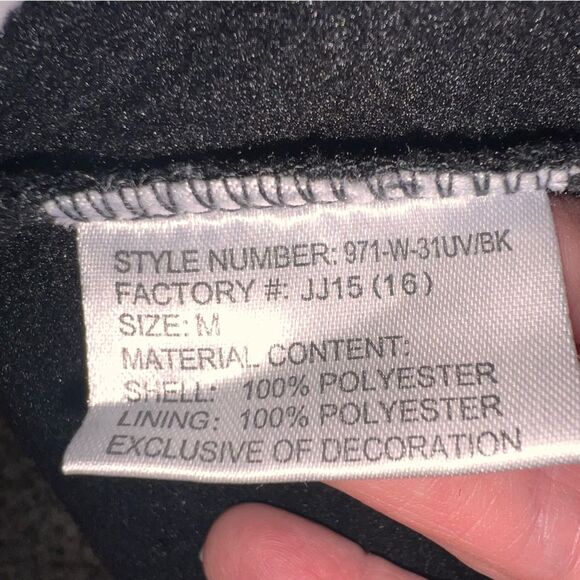 STYLE NUMBER: 971-W-31UV/BK
FACTORY #: JJ15 (16)
SIZE: M
MATERIAL CONTENT:
SHELL: 100% POLYESTER
LINING: 100% POLYESTER
EXCLUSIVE OF DECORATION